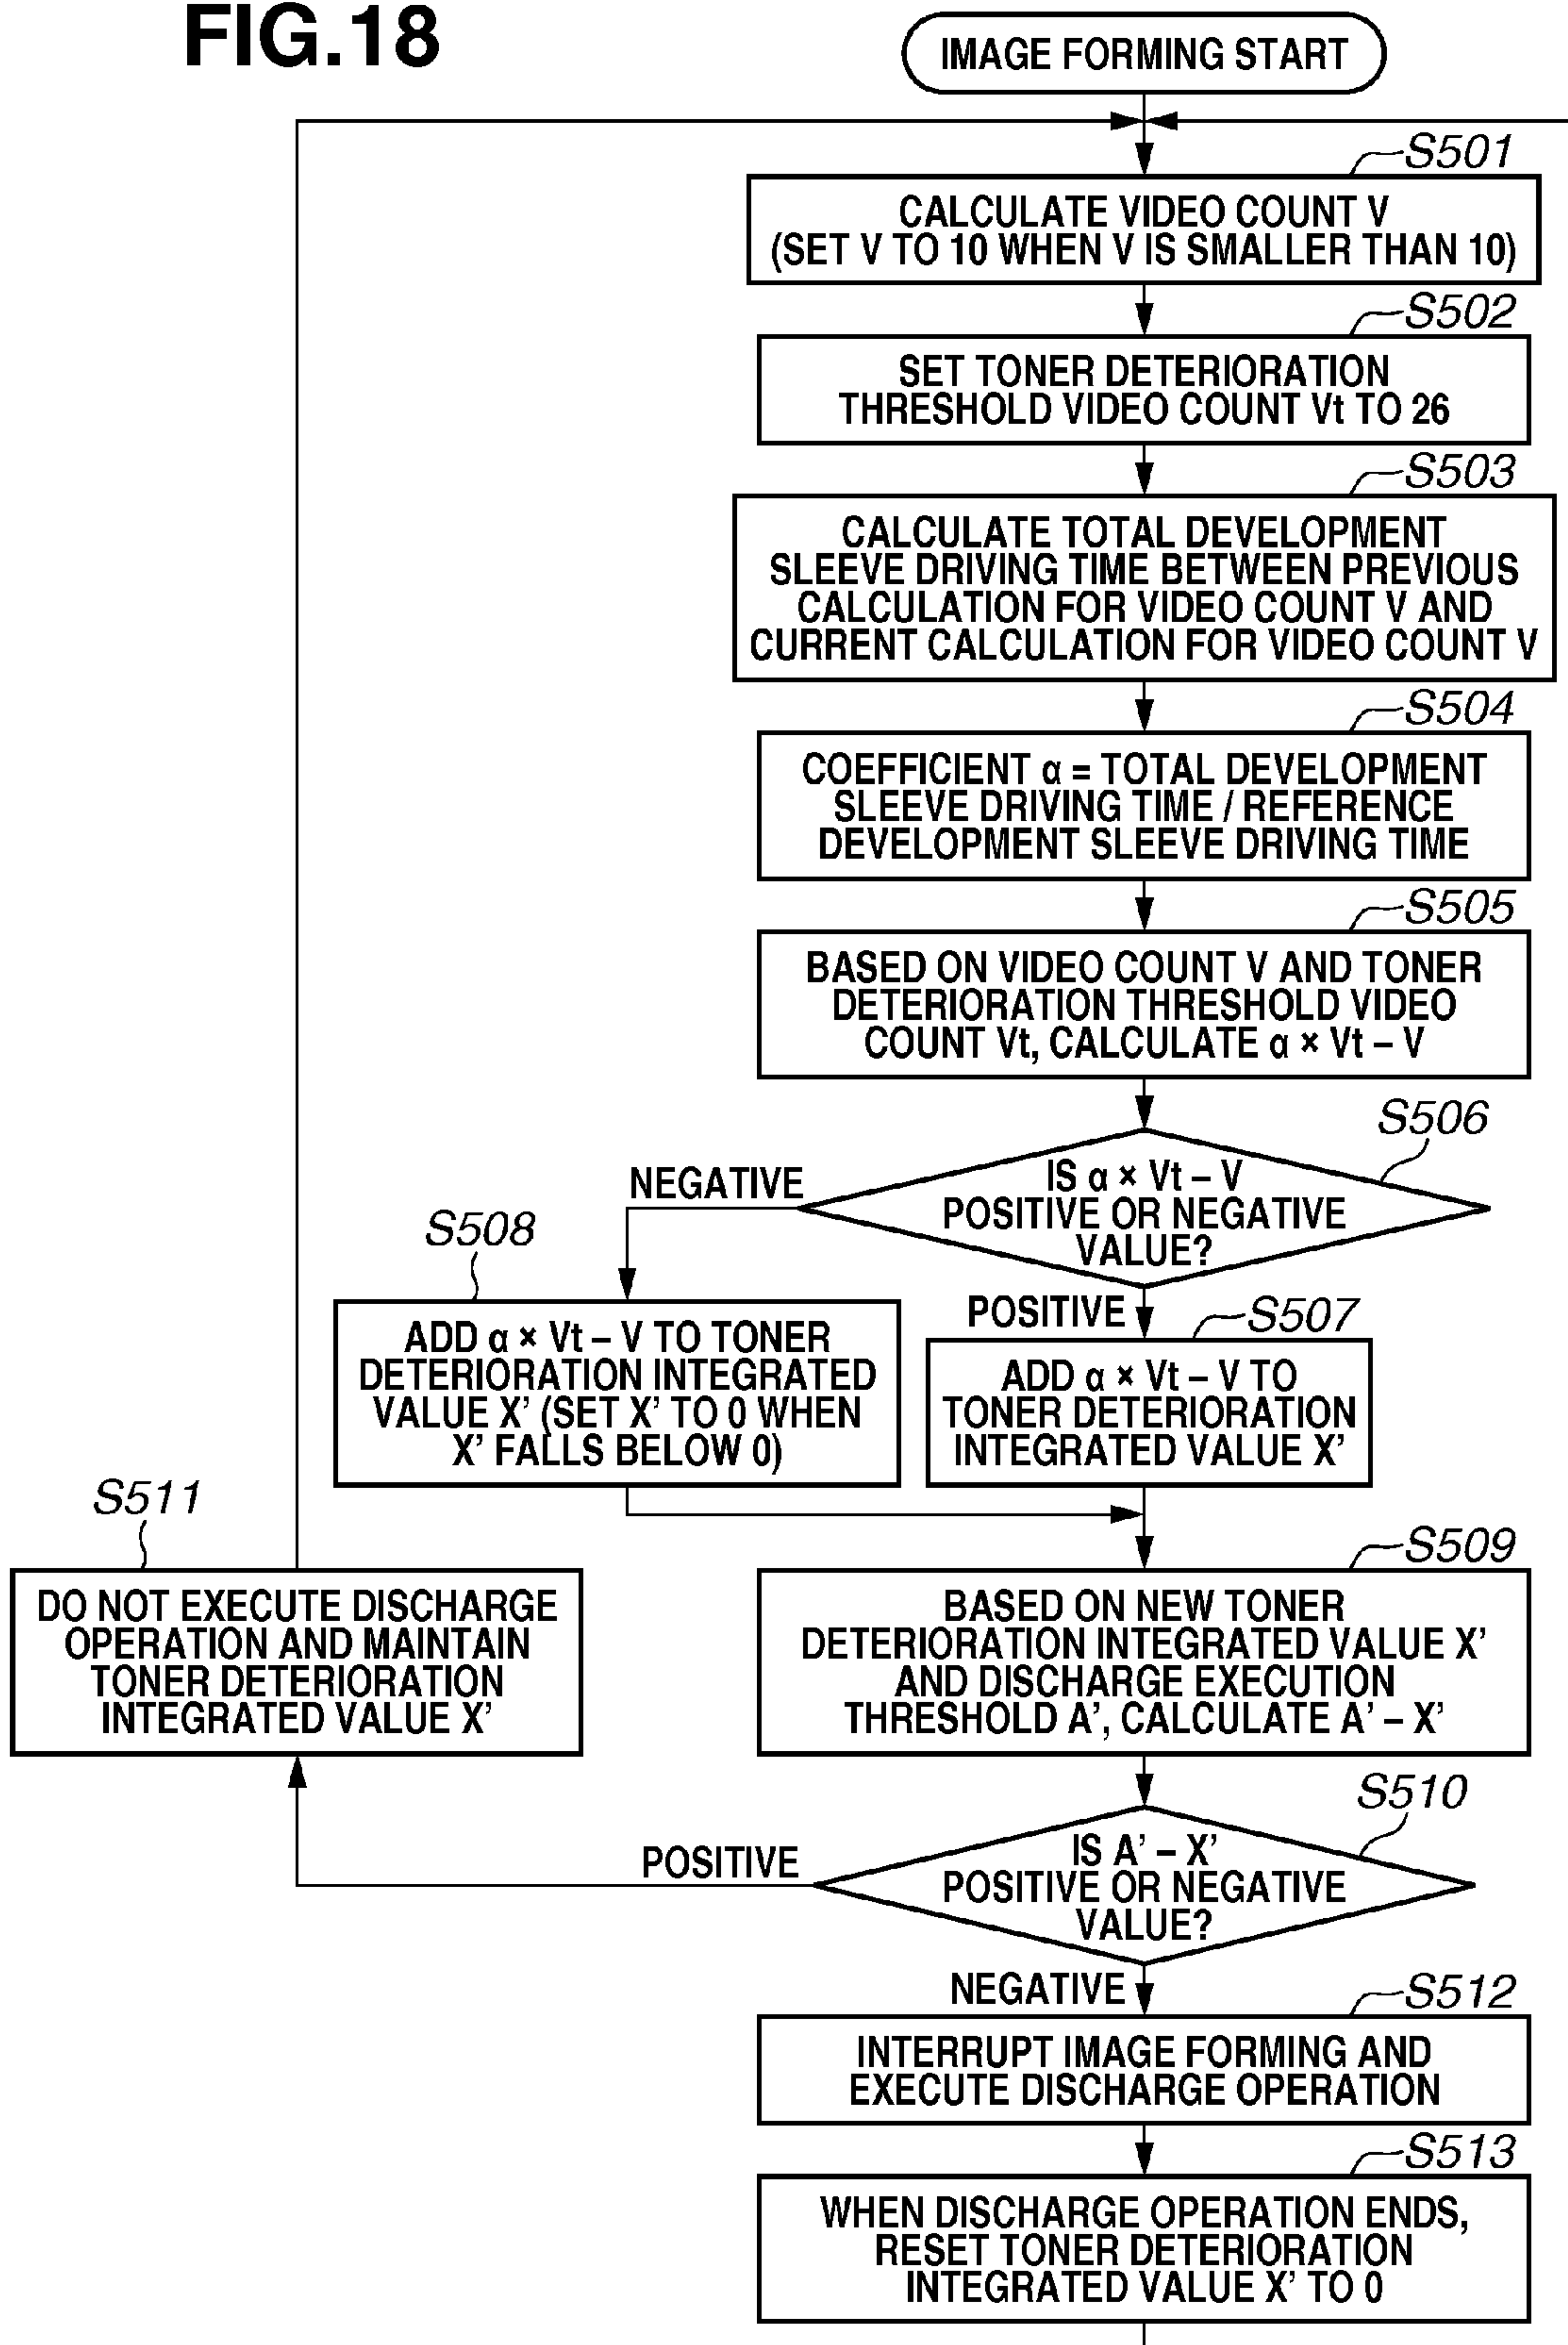 FIG.18
IMAGE FORMING START
S501
CALCULATE VIDEO COUNT V
(SET V TO 10 WHEN V IS SMALLER THAN 10)
S502
SET TONER DETERIORATION
THRESHOLD VIDEO COUNT Vt TO 26
S503
CALCULATE TOTAL DEVELOPMENT
SLEEVE DRIVING TIME BETWEEN PREVIOUS
CALCULATION FOR VIDEO COUNT V AND
CURRENT CALCULATION FOR VIDEO COUNT V
S504
COEFFICIENT α = TOTAL DEVELOPMENT
SLEEVE DRIVING TIME / REFERENCE
DEVELOPMENT SLEEVE DRIVING TIME
S505
BASED ON VIDEO COUNT V AND TONER
DETERIORATION THRESHOLD VIDEO
COUNT Vt, CALCULATE α × Vt – V
S506
IS α × Vt – V
POSITIVE OR NEGATIVE
VALUE?
NEGATIVE
S508
ADD α × Vt – V TO TONER
DETERIORATION INTEGRATED
VALUE X’ (SET X’ TO 0 WHEN
X’ FALLS BELOW 0)
POSITIVE
S507
ADD α × Vt – V TO
TONER DETERIORATION
INTEGRATED VALUE X’
S511
DO NOT EXECUTE DISCHARGE
OPERATION AND MAINTAIN
TONER DETERIORATION
INTEGRATED VALUE X’
S509
BASED ON NEW TONER
DETERIORATION INTEGRATED VALUE X’
AND DISCHARGE EXECUTION
THRESHOLD A’, CALCULATE A’ – X’
S510
IS A’ – X’
POSITIVE OR NEGATIVE
VALUE?
POSITIVE
NEGATIVE
S512
INTERRUPT IMAGE FORMING AND
EXECUTE DISCHARGE OPERATION
S513
WHEN DISCHARGE OPERATION ENDS,
RESET TONER DETERIORATION
INTEGRATED VALUE X’ TO 0